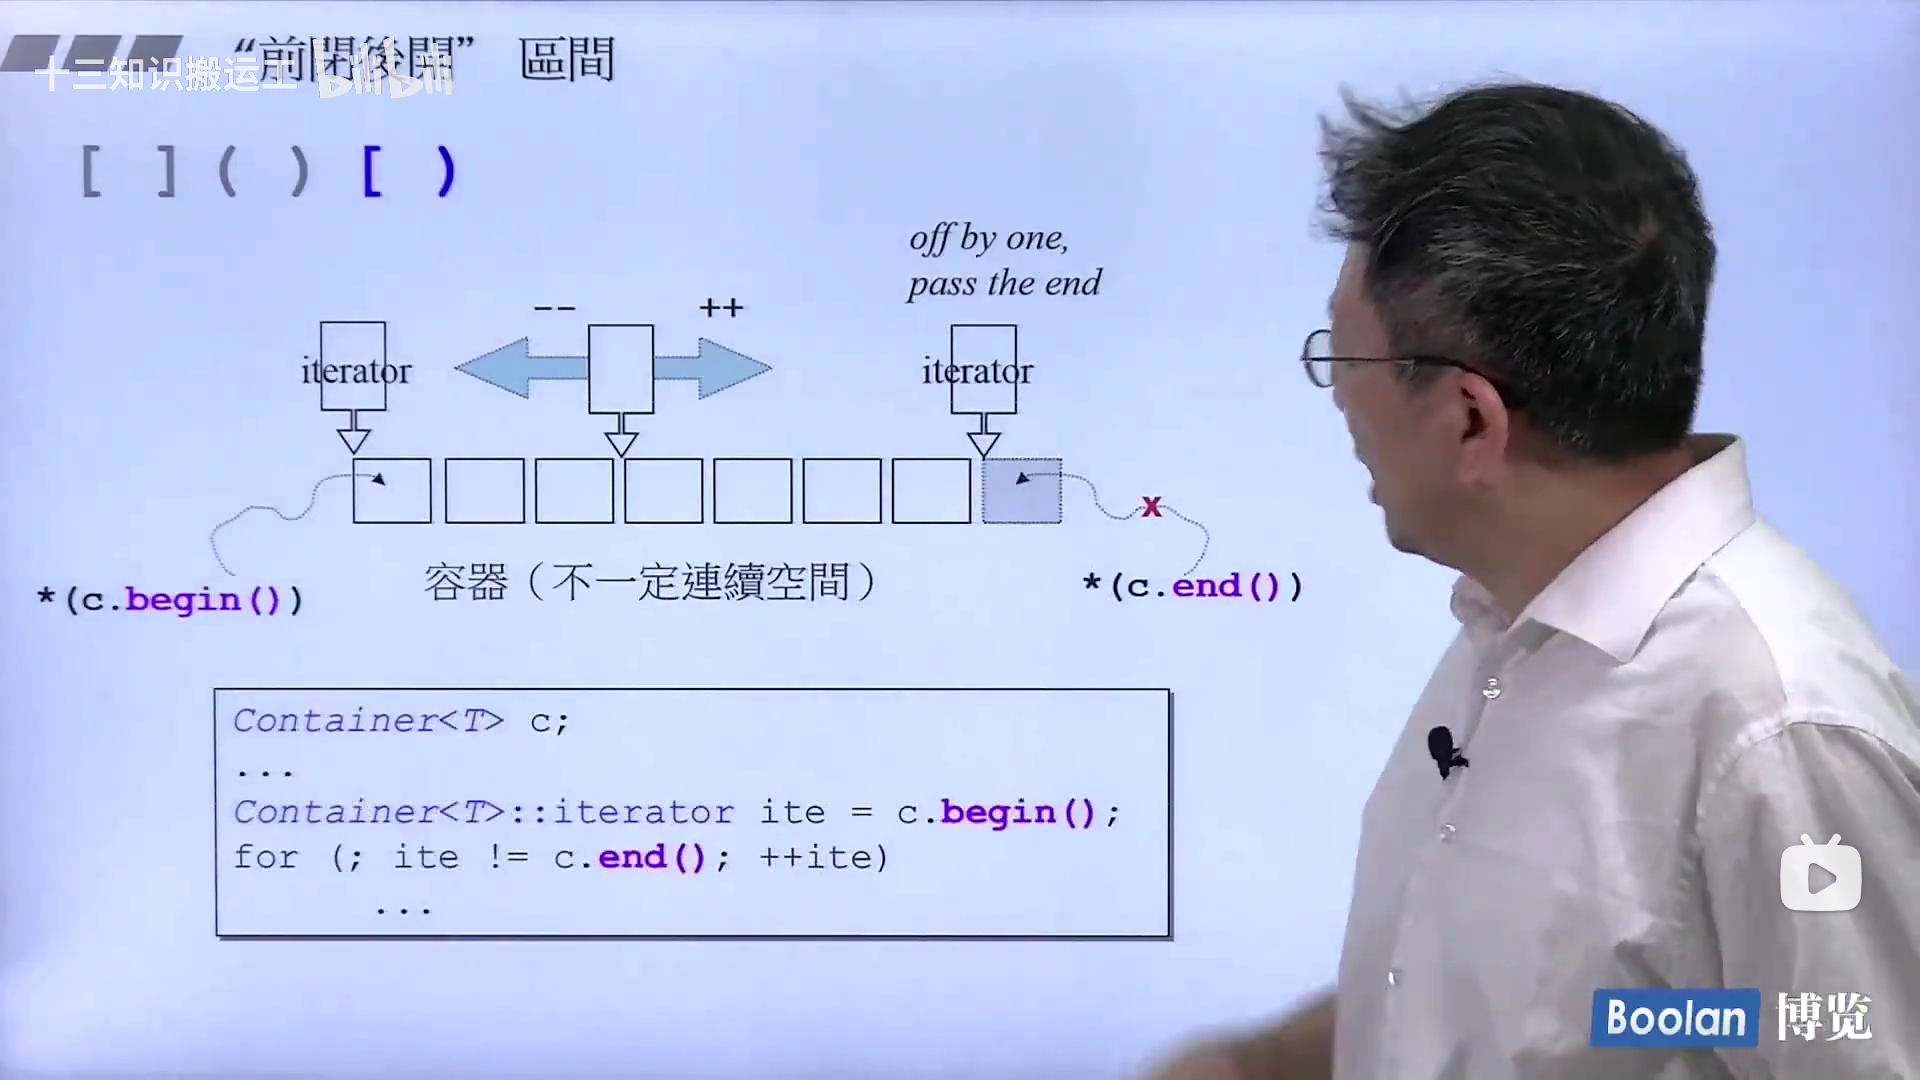 “前閉後開” 區間
十三知识搬运工 bilibili
[ ] ( ) [ )
off by one,
pass the end
-- ++
iterator iterator
x
*(c.begin()) 容器（不一定連續空間） *(c.end())
Container<T> c;
...
Container<T>::iterator ite = c.begin();
for (; ite != c.end(); ++ite)
...
Boolan 博览